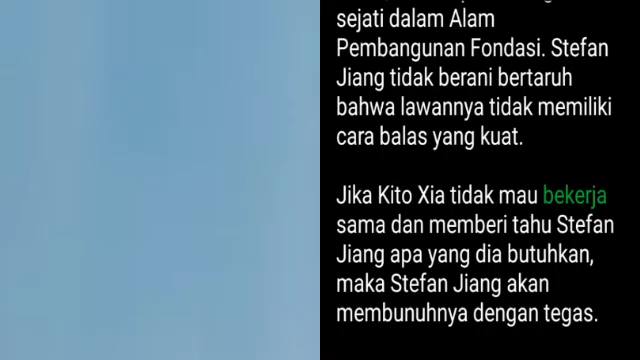 sejati dalam Alam
Pembangunan Fondasi. Stefan
Jiang tidak berani bertaruh
bahwa lawannya tidak memiliki
cara balas yang kuat.
Jika Kito Xia tidak mau bekerja
sama dan memberi tahu Stefan
Jiang apa yang dia butuhkan,
maka Stefan Jiang akan
membunuhnya dengan tegas.